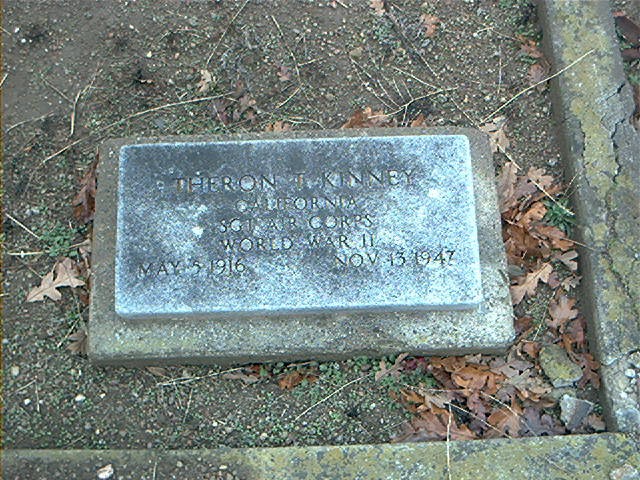 THERON T KINNEY
CALIFORNIA
SGT AIR CORPS
WORLD WAR II
MAY 5 1916 NOV 13 1947